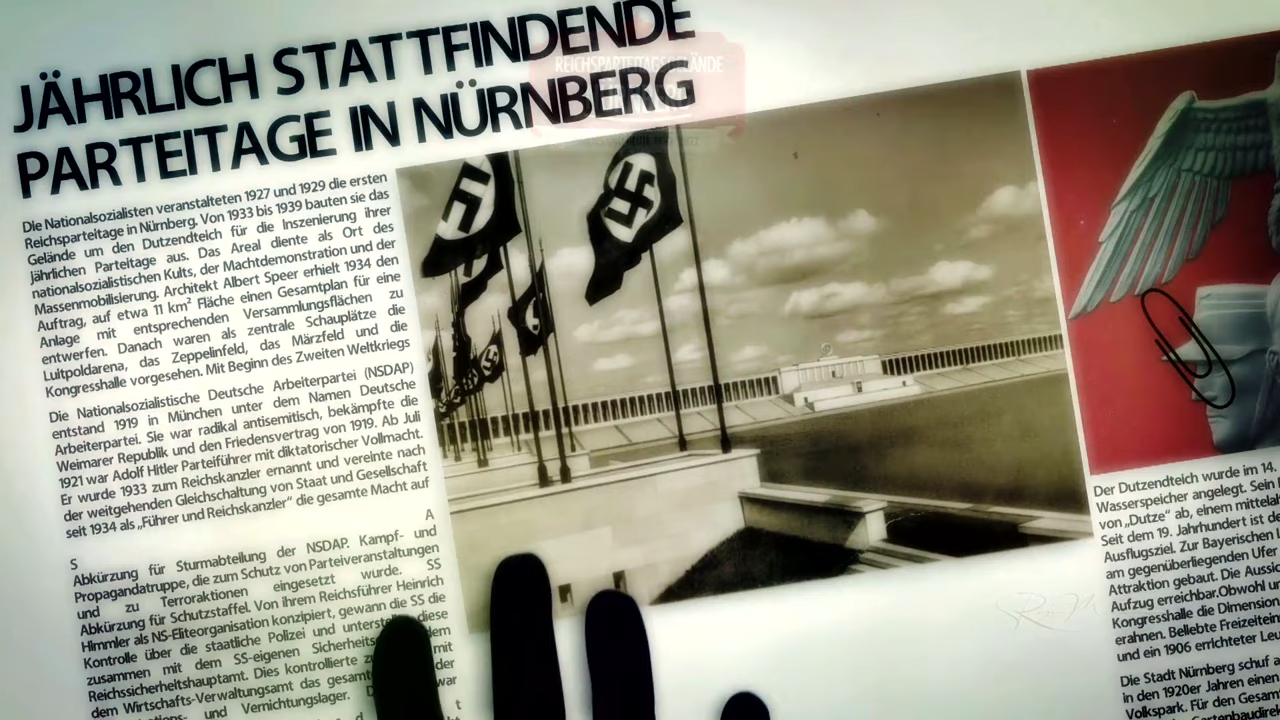 JÄHRLICH STATTFINDENDE
PARTEITAGE IN NÜRNBERG
REICHSPARTEITAGSGELÄNDE
Die Nationalsozialisten veranstalteten 1927 und 1929 die ersten
Reichsparteitage in Nürnberg. Von 1933 bis 1939 bauten sie das
Gelände um den Dutzendteich für die Inszenierung ihrer
jährlichen Parteitage aus. Das Areal diente als Ort des
nationalsozialistischen Kults, der Machtdemonstration und der
Massenmobilisierung. Architekt Albert Speer erhielt 1934 den
Auftrag, auf etwa 11 km² Fläche einen Gesamtplan für eine
Anlage mit entsprechenden Versammlungsflächen zu
entwerfen. Danach waren als zentrale Schauplätze die
Luitpoldarena, das Zeppelinfeld, das Märzfeld und die
Kongresshalle vorgesehen. Mit Beginn des Zweiten Weltkriegs
Die Nationalsozialistische Deutsche Arbeiterpartei (NSDAP)
entstand 1919 in München unter dem Namen Deutsche
Arbeiterpartei. Sie war radikal antisemitisch, bekämpfte die
Weimarer Republik und den Friedensvertrag von 1919. Ab Juli
1921 war Adolf Hitler Parteiführer mit diktatorischer Vollmacht.
Er wurde 1933 zum Reichskanzler ernannt und vereinte nach
der weitgehenden Gleichschaltung von Staat und Gesellschaft
seit 1934 als „Führer und Reichskanzler“ die gesamte Macht auf
S A
Abkürzung für Sturmabteilung der NSDAP. Kampf- und
Propagandatruppe, die zum Schutz von Parteiveranstaltungen
und zu Terroraktionen eingesetzt wurde. SS
Abkürzung für Schutzstaffel. Von ihrem Reichsführer Heinrich
Himmler als NS-Eliteorganisation konzipiert, gewann die SS die
Kontrolle über die staatliche Polizei und unterstellte diese
zusammen mit dem SS-eigenen Sicherheits dem
Reichssicherheitshauptamt. Dies kontrollierte mit
dem Wirtschafts-Verwaltungsamt das gesamte der
und Vernichtungslager. war
Der Dutzendteich wurde im 14.
Wasserspeicher angelegt. Sein
von „Dutze“ ab, einem mittelal
Seit dem 19. Jahrhundert ist de
Ausflugsziel. Zur Bayerischen
am gegenüberliegenden Ufer
Attraktion gebaut. Die Aussic
Aufzug erreichbar.Obwohl
Kongresshalle die Dimension
erahnen. Beliebte Freizeitein
und ein 1906 errichteter Leu
Die Stadt Nürnberg schuf a
in den 1920er Jahren einen
Volkspark. Für den Gesam